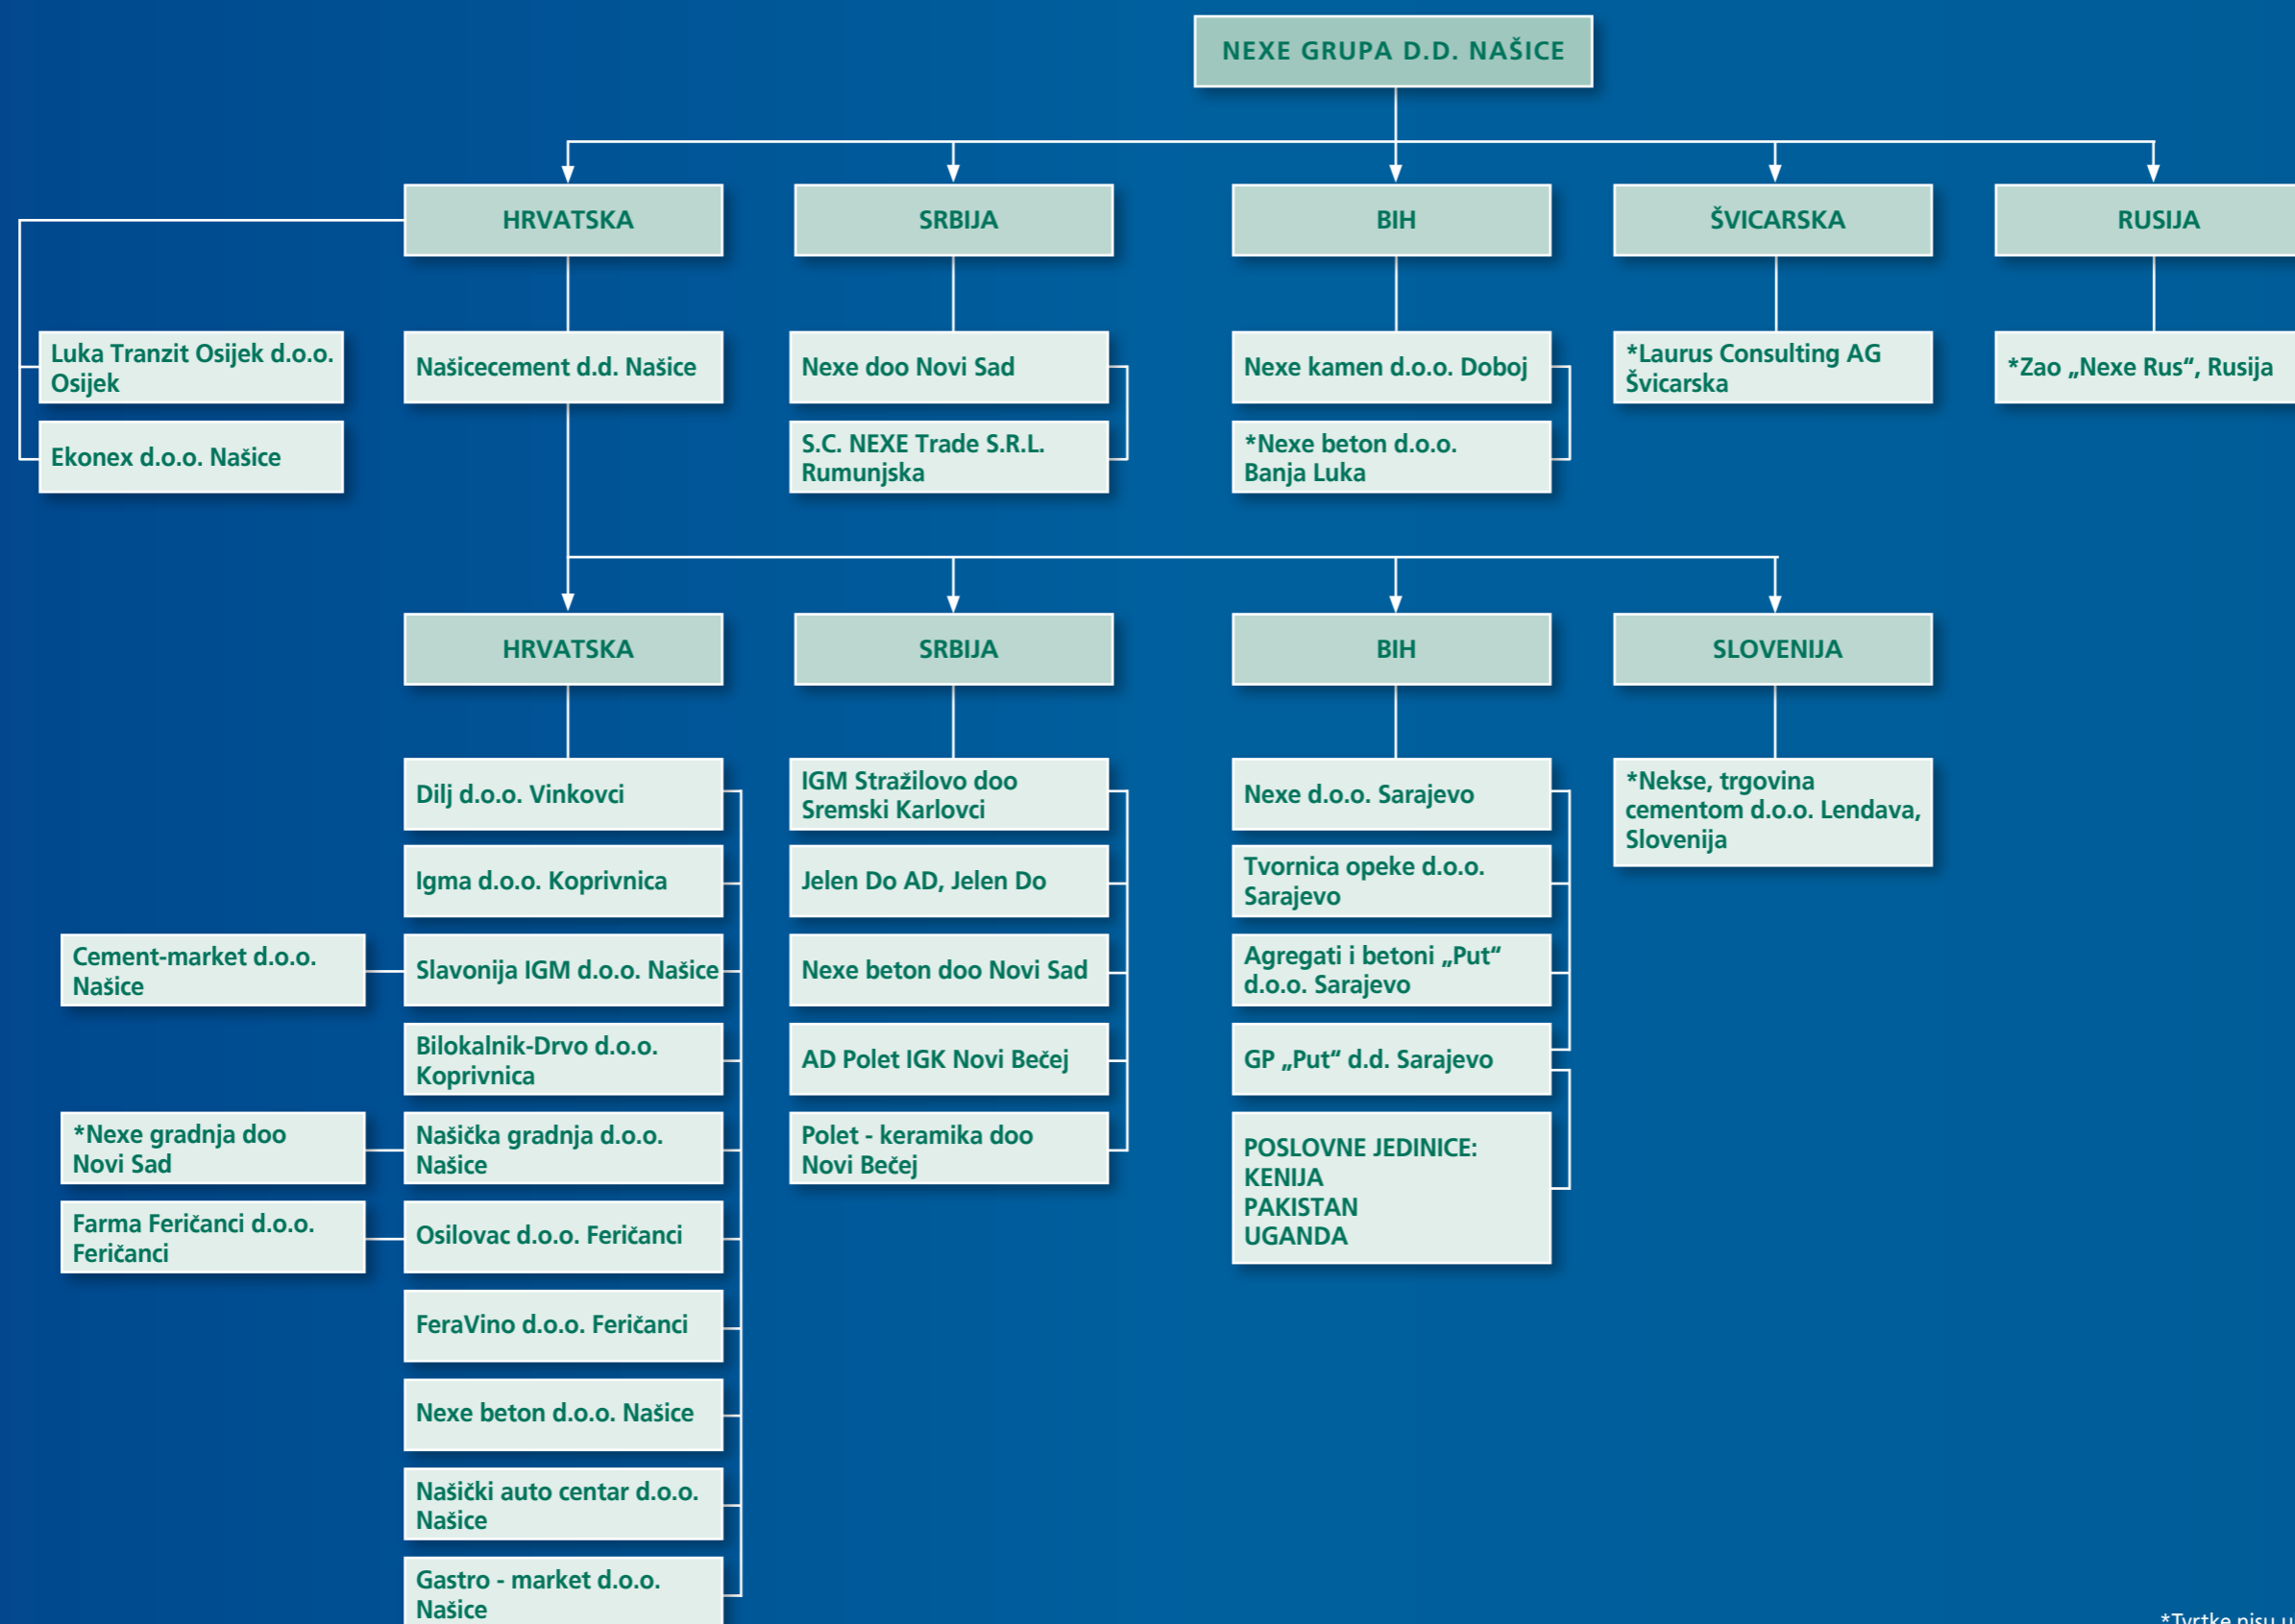 NEXE GRUPA D.D. NAŠICE
HRVATSKA
SRBIJA
BIH
ŠVICARSKA
RUSIJA
Luka Tranzit Osijek d.o.o.
Osijek
Ekonex d.o.o. Našice
Našicecement d.d. Našice
Nexe doo Novi Sad
S.C. NEXE Trade S.R.L.
Rumunjska
Nexe kamen d.o.o. Doboj
*Nexe beton d.o.o.
Banja Luka
*Laurus Consulting AG
Švicarska
*Zao „Nexe Rus“, Rusija
HRVATSKA
SRBIJA
BIH
SLOVENIJA
Dilj d.o.o. Vinkovci
Igma d.o.o. Koprivnica
Cement-market d.o.o.
Našice
Slavonija IGM d.o.o. Našice
Bilokalnik-Drvo d.o.o.
Koprivnica
*Nexe gradnja doo
Novi Sad
Našička gradnja d.o.o.
Našice
Farma Feričanci d.o.o.
Feričanci
Osilovac d.o.o. Feričanci
FeraVino d.o.o. Feričanci
Nexe beton d.o.o. Našice
Našički auto centar d.o.o.
Našice
Gastro - market d.o.o.
Našice
IGM Stražilovo doo
Sremski Karlovci
Jelen Do AD, Jelen Do
Nexe beton doo Novi Sad
AD Polet IGK Novi Bečej
Polet - keramika doo
Novi Bečej
Nexe d.o.o. Sarajevo
Tvornica opeke d.o.o.
Sarajevo
Agregati i betoni „Put“
d.o.o. Sarajevo
GP „Put“ d.d. Sarajevo
POSLOVNE JEDINICE:
KENIJA
PAKISTAN
UGANDA
*Nekse, trgovina
cementom d.o.o. Lendava,
Slovenija
*Tvrtke nisu u